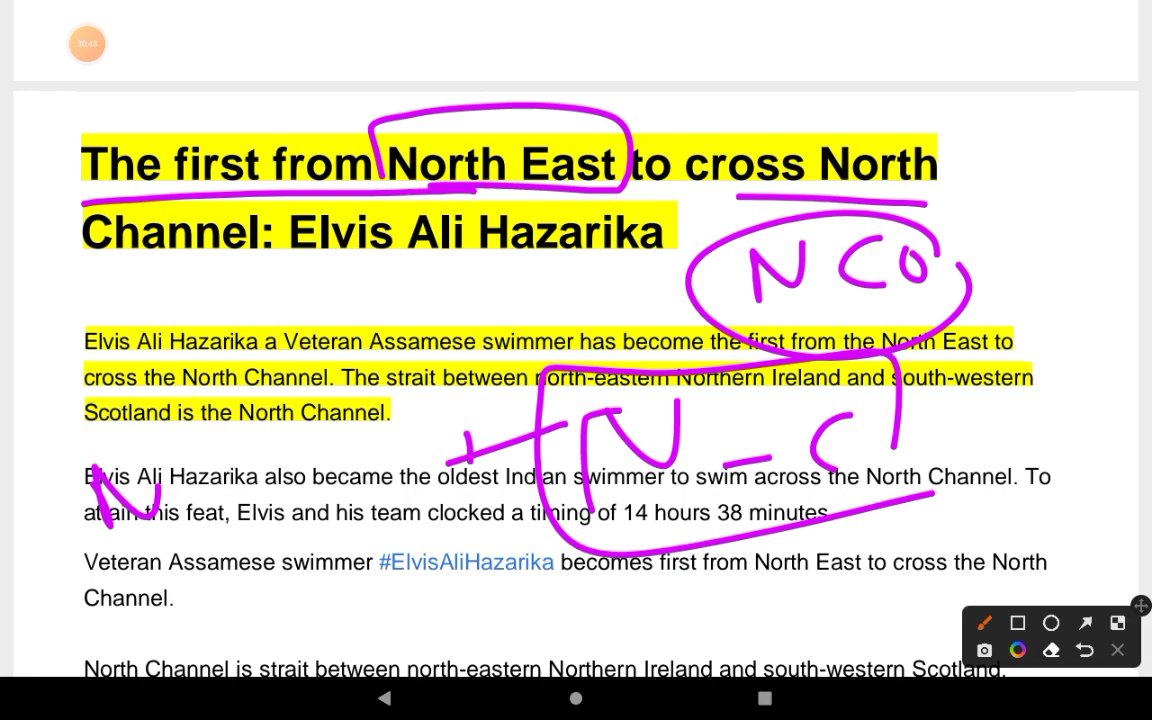 30:43
The first from North East to cross North
Channel: Elvis Ali Hazarika
N CO
Elvis Ali Hazarika a Veteran Assamese swimmer has become the first from the North East to
cross the North Channel. The strait between north-eastern Northern Ireland and south-western
Scotland is the North Channel.
N - C
Elvis Ali Hazarika also became the oldest Indian swimmer to swim across the North Channel. To
N
attain this feat, Elvis and his team clocked a timing of 14 hours 38 minutes.
Veteran Assamese swimmer #ElvisAliHazarika becomes first from North East to cross the North
Channel.
North Channel is strait between north-eastern Northern Ireland and south-western Scotland.